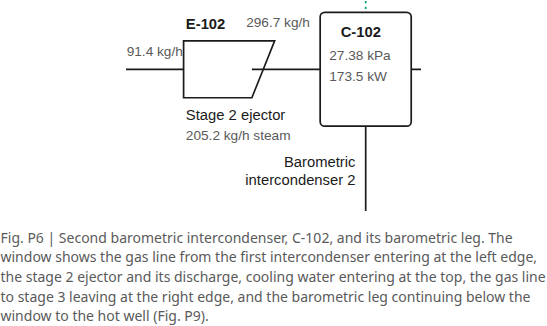 E-102
296.7 kg/h
C-102
91.4 kg/h
27.38 kPa
173.5 kW
Stage 2 ejector
205.2 kg/h steam
Barometric
intercondenser 2
Fig. P6 | Second barometric intercondenser, C-102, and its barometric leg. The
window shows the gas line from the first intercondenser entering at the left edge,
the stage 2 ejector and its discharge, cooling water entering at the top, the gas line
to stage 3 leaving at the right edge, and the barometric leg continuing below the
window to the hot well (Fig. P9).